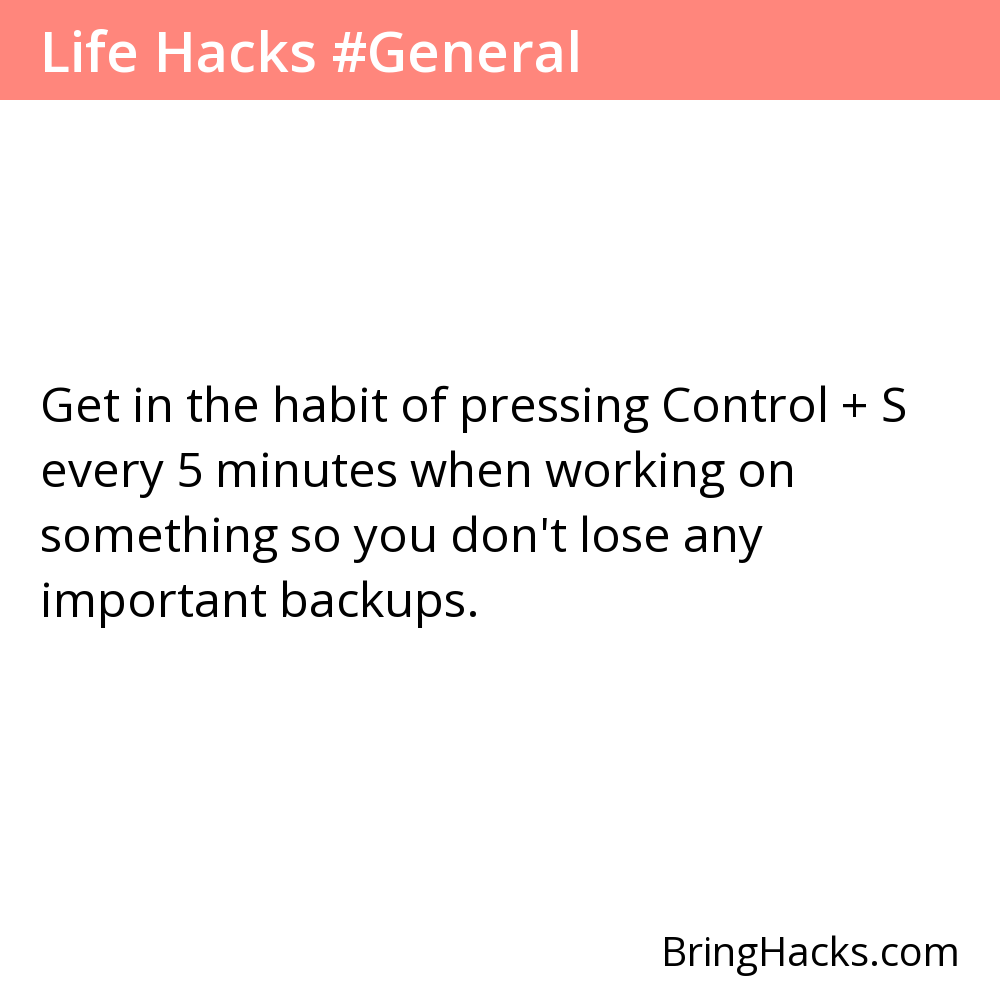 Life Hacks #General
Get in the habit of pressing Control + S
every 5 minutes when working on
something so you don't lose any
important backups.
BringHacks.com